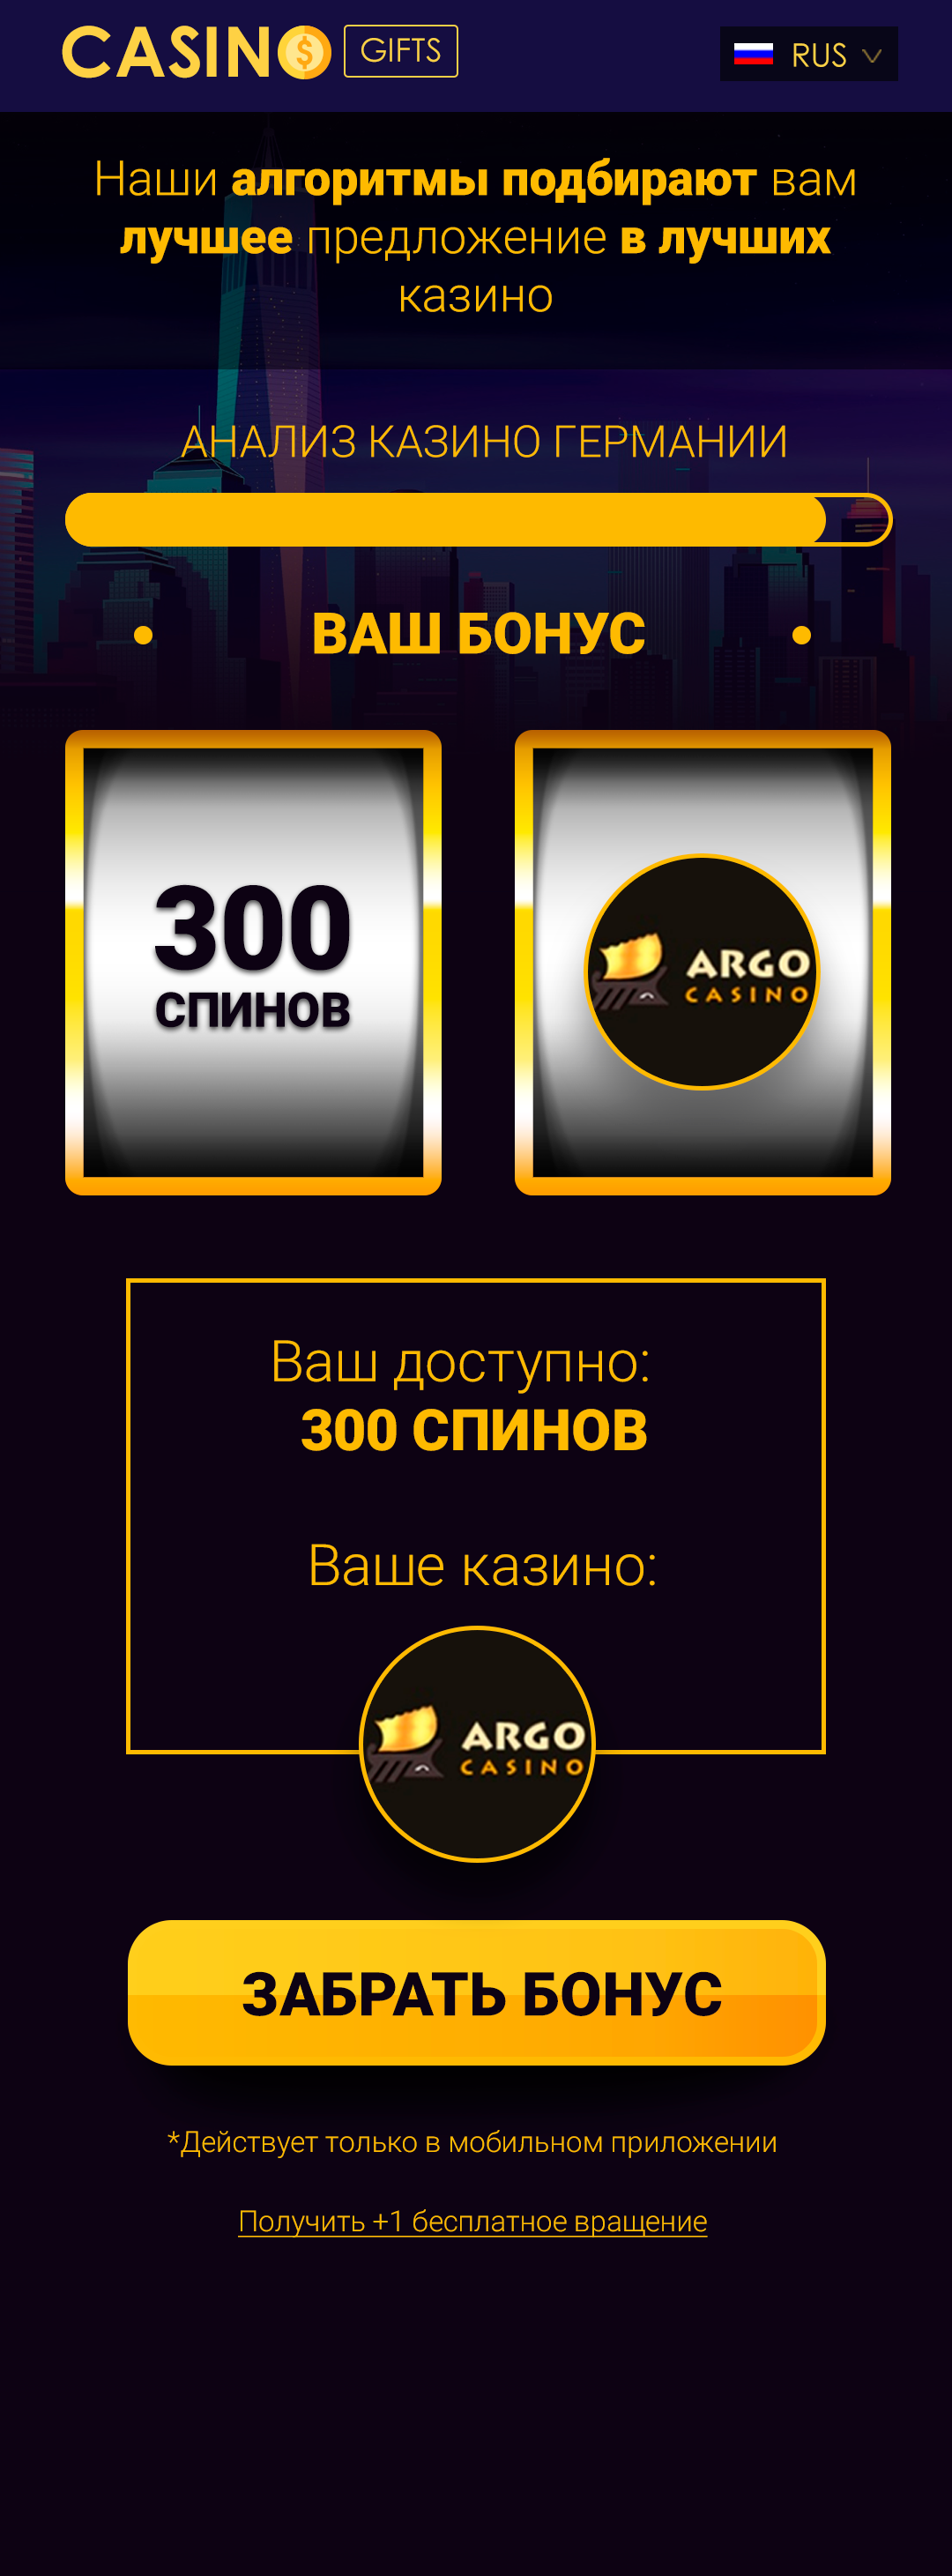 CASINO GIFTS
RUS
Наши алгоритмы подбирают вам
лучшее предложение в лучших
казино
АНАЛИЗ КАЗИНО ГЕРМАНИИ
ВАШ БОНУС
300
СПИНОВ
ARGO
CASINO
Ваш доступно:
300 СПИНОВ
Ваше казино:
ARGO
CASINO
ЗАБРАТЬ БОНУС
*Действует только в мобильном приложении
Получить +1 бесплатное вращение